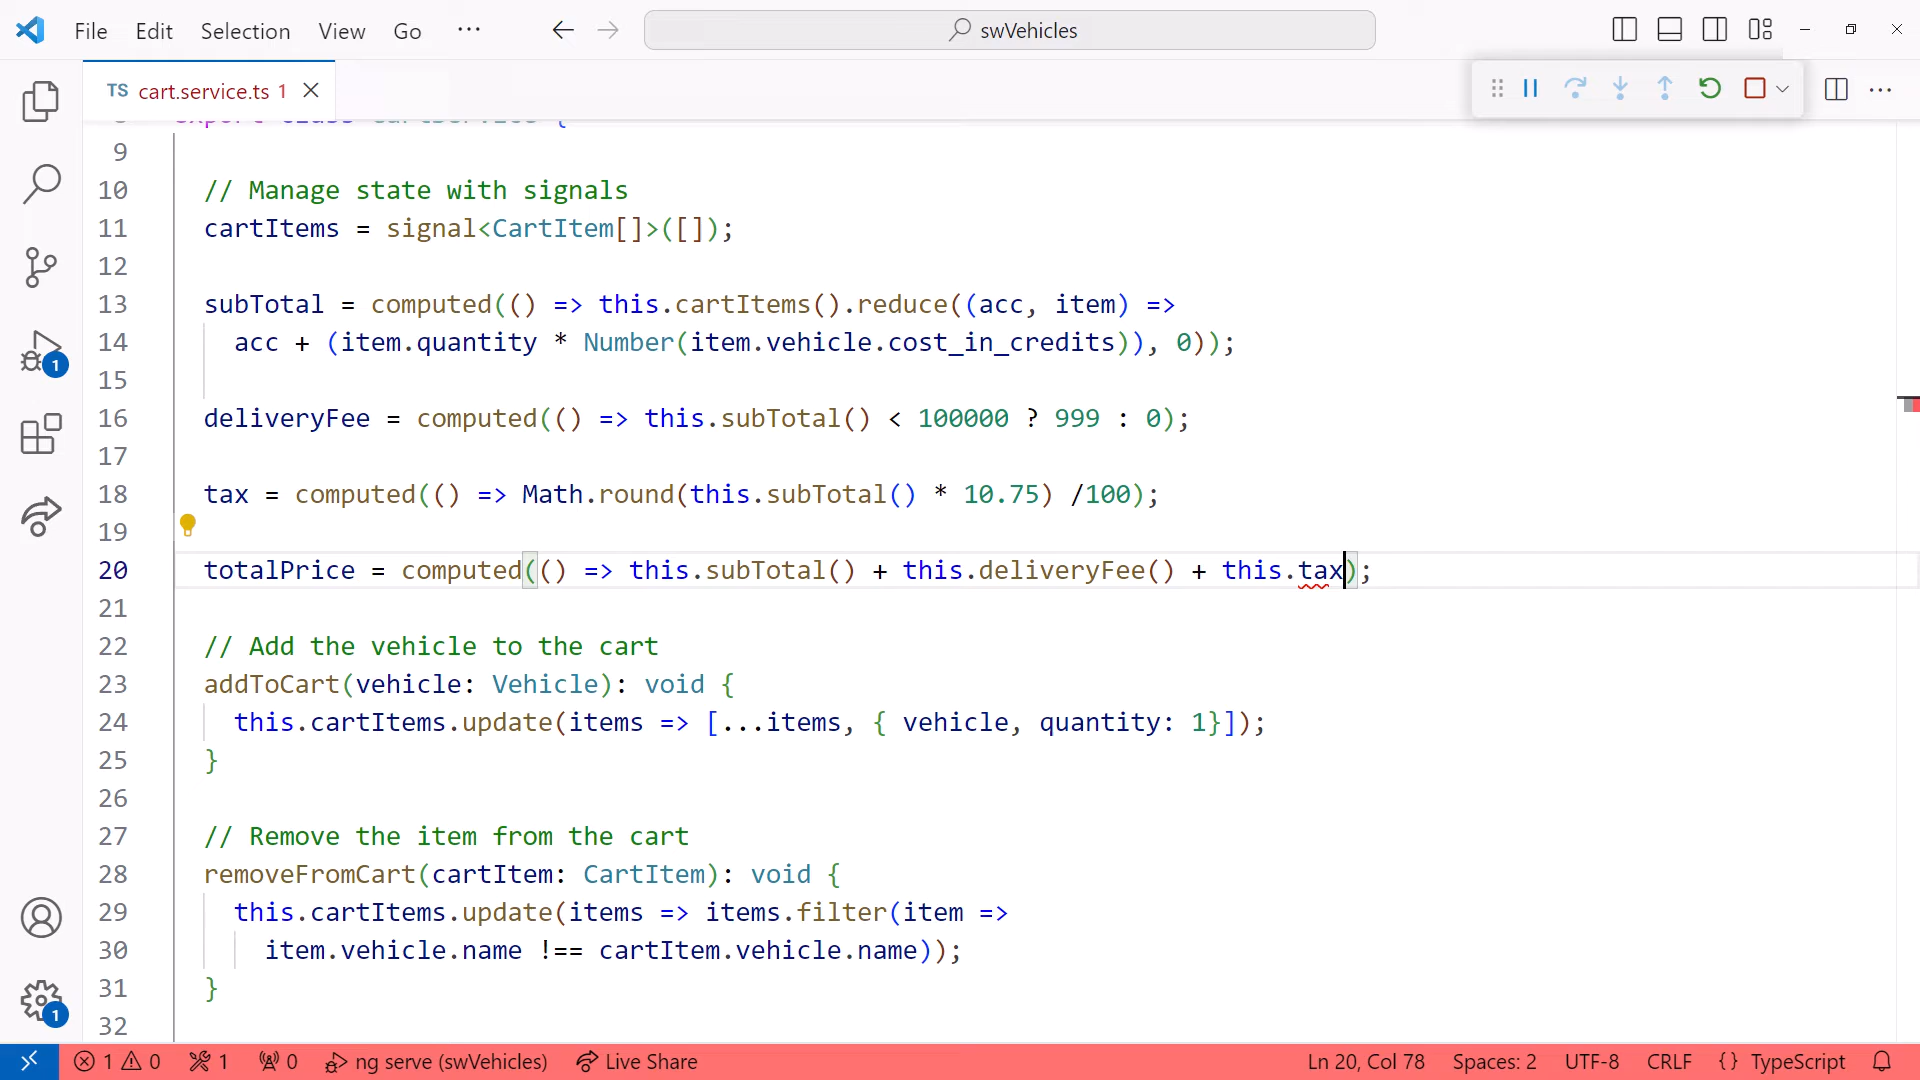 File Edit Selection View Go ···
swVehicles
TS cart.service.ts 1
export class CartService {
9
10 // Manage state with signals
11 cartItems = signal<CartItem[]>([]);
12
13 subTotal = computed(() => this.cartItems().reduce((acc, item) =>
14 acc + (item.quantity * Number(item.vehicle.cost_in_credits)), 0));
15
16 deliveryFee = computed(() => this.subTotal() < 100000 ? 999 : 0);
17
18 tax = computed(() => Math.round(this.subTotal() * 10.75) /100);
19
20 totalPrice = computed(() => this.subTotal() + this.deliveryFee() + this.tax);
21
22 // Add the vehicle to the cart
23 addToCart(vehicle: Vehicle): void {
24 this.cartItems.update(items => [...items, { vehicle, quantity: 1}]);
25 }
26
27 // Remove the item from the cart
28 removeFromCart(cartItem: CartItem): void {
29 this.cartItems.update(items => items.filter(item =>
30 item.vehicle.name !== cartItem.vehicle.name));
31 }
32
1
1
1 0 1 0 ng serve (swVehicles) Live Share Ln 20, Col 78 Spaces: 2 UTF-8 CRLF {} TypeScript